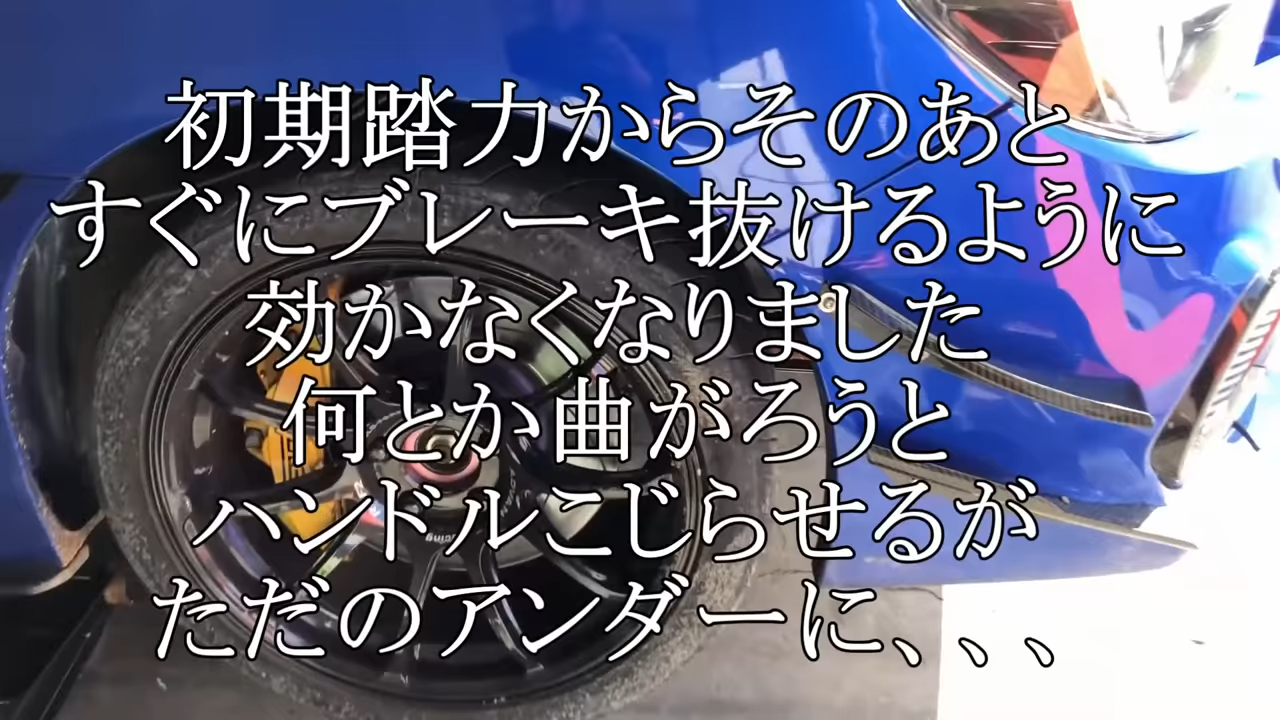 初期踏力からそのあと
すぐにブレーキ抜けるように
効かなくなりました
何とか曲がろうと
ハンドルこじらせるが
ただのアンダーに、、、